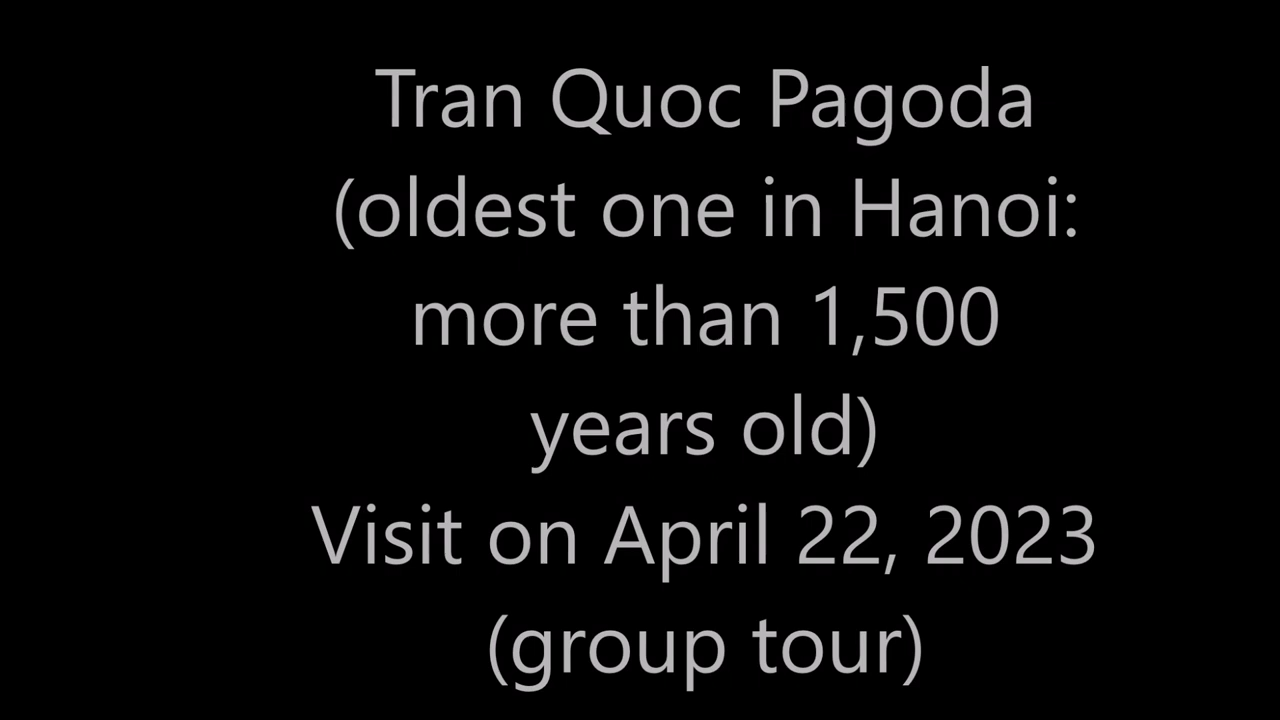 Tran Quoc Pagoda
(oldest one in Hanoi:
more than 1,500
years old)
Visit on April 22, 2023
(group tour)